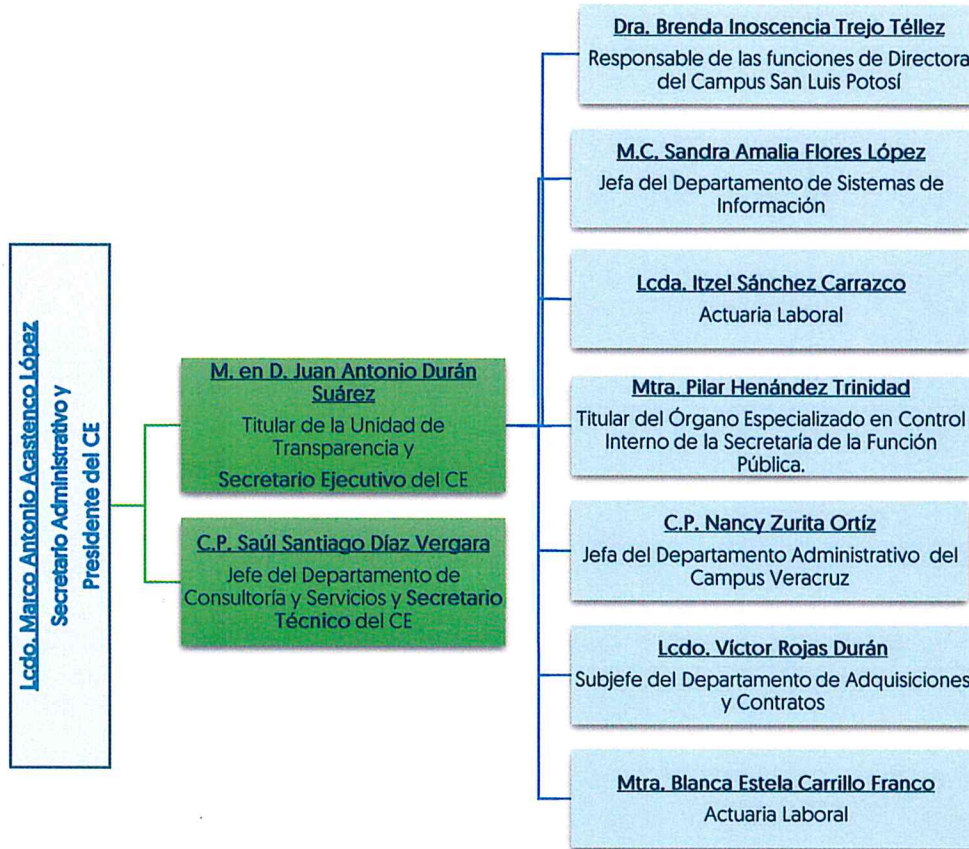 Lcdo. Marco Antonio Acastenco López
Secretario Administrativo y
Presidente del CE
M. en D. Juan Antonio Durán
Suárez
Titular de la Unidad de
Transparencia y
Secretario Ejecutivo del CE
C.P. Saúl Santiago Díaz Vergara
Jefe del Departamento de
Consultoría y Servicios y Secretario
Técnico del CE
Dra. Brenda Inoscencia Trejo Téllez
Responsable de las funciones de Directora
del Campus San Luis Potosí
M.C. Sandra Amalia Flores López
Jefa del Departamento de Sistemas de
Información
Lcda. Itzel Sánchez Carrazco
Actuaria Laboral
Mtra. Pilar Henández Trinidad
Titular del Órgano Especializado en Control
Interno de la Secretaría de la Función
Pública.
C.P. Nancy Zurita Ortíz
Jefa del Departamento Administrativo del
Campus Veracruz
Lcdo. Víctor Rojas Durán
Subjefe del Departamento de Adquisiciones
y Contratos
Mtra. Blanca Estela Carrillo Franco
Actuaria Laboral